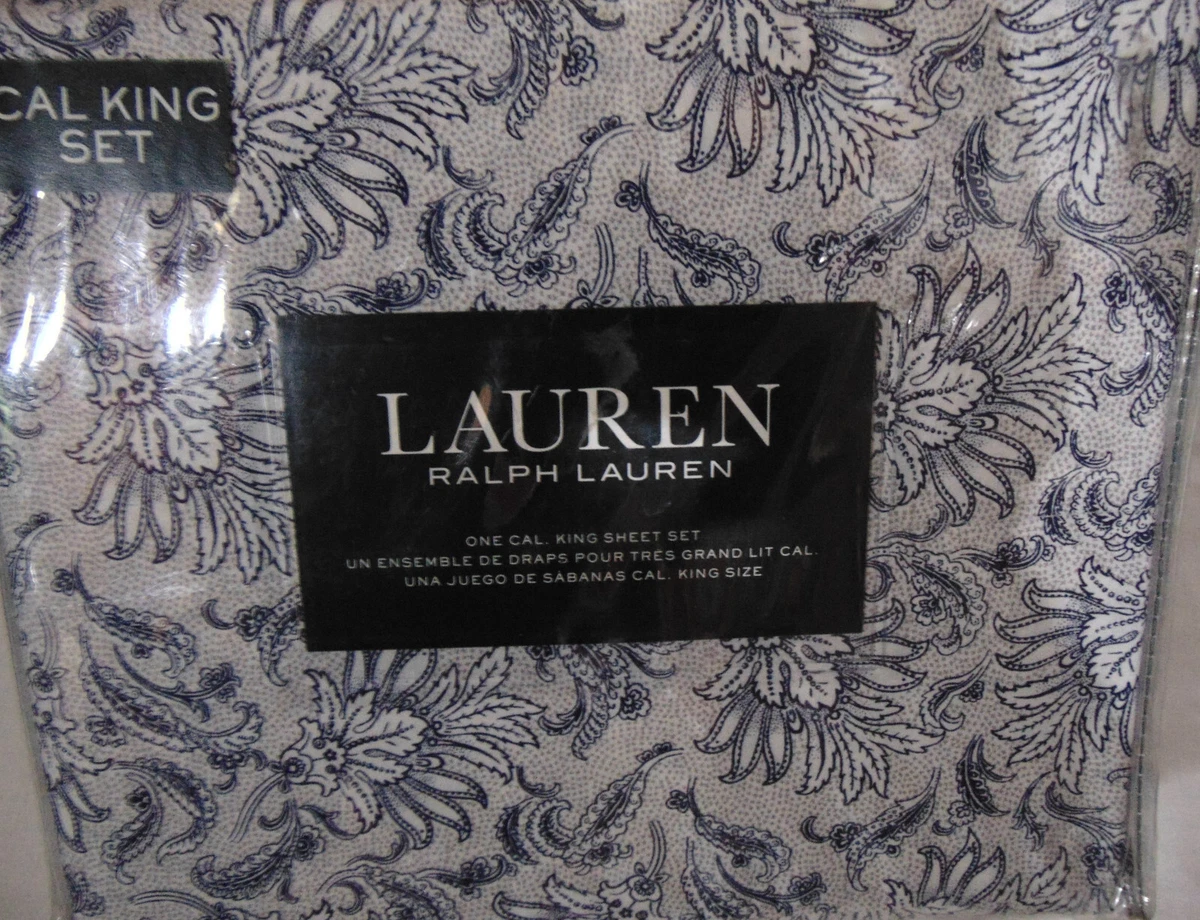 CAL KING
SET
LAUREN
RALPH LAUREN
ONE CAL. KING SHEET SET
UN ENSEMBLE DE DRAPS POUR TRÈS GRAND LIT CAL.
UNA JUEGO DE SÁBANAS CAL. KING SIZE